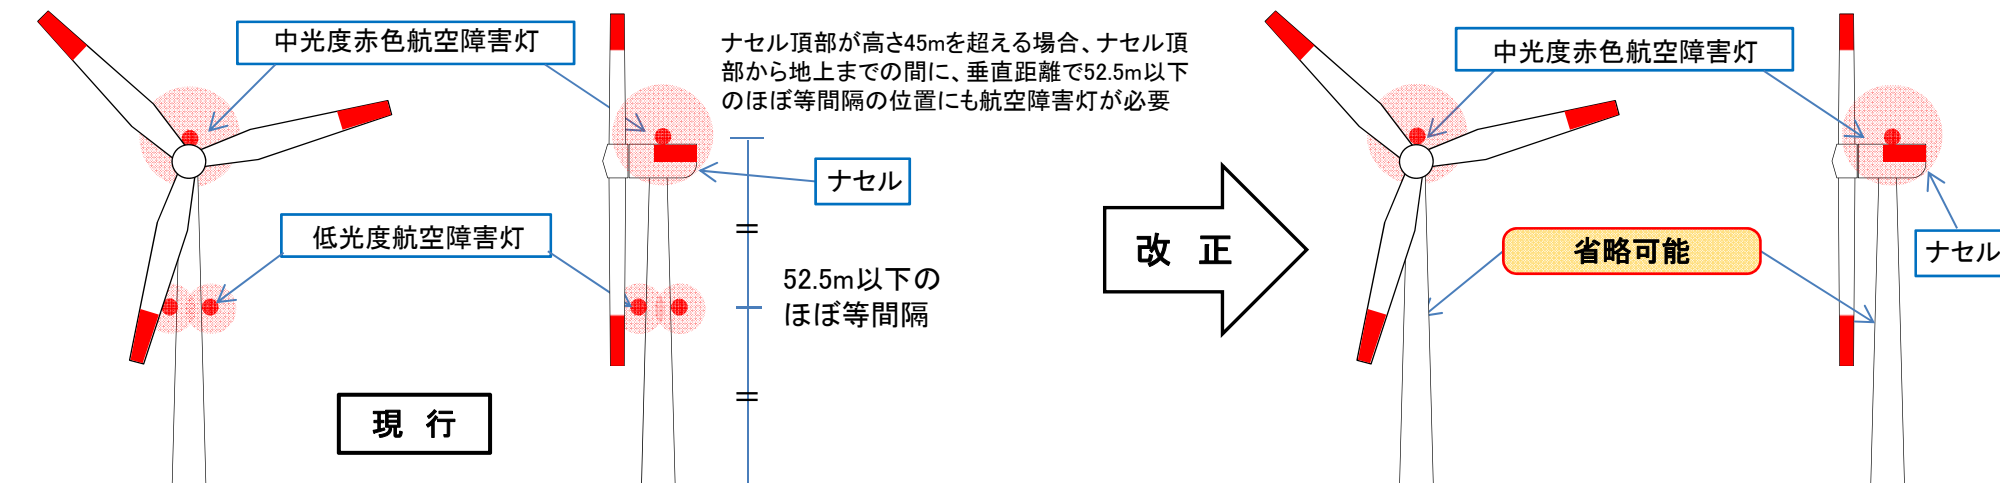 中光度赤色航空障害灯
ナセル頂部が高さ45mを超える場合、ナセル頂
部から地上までの間に、垂直距離で52.5m以下
のほぼ等間隔の位置にも航空障害灯が必要
ナセル
低光度航空障害灯
52.5m以下の
ほぼ等間隔
現 行
改 正
中光度赤色航空障害灯
省略可能
ナセル